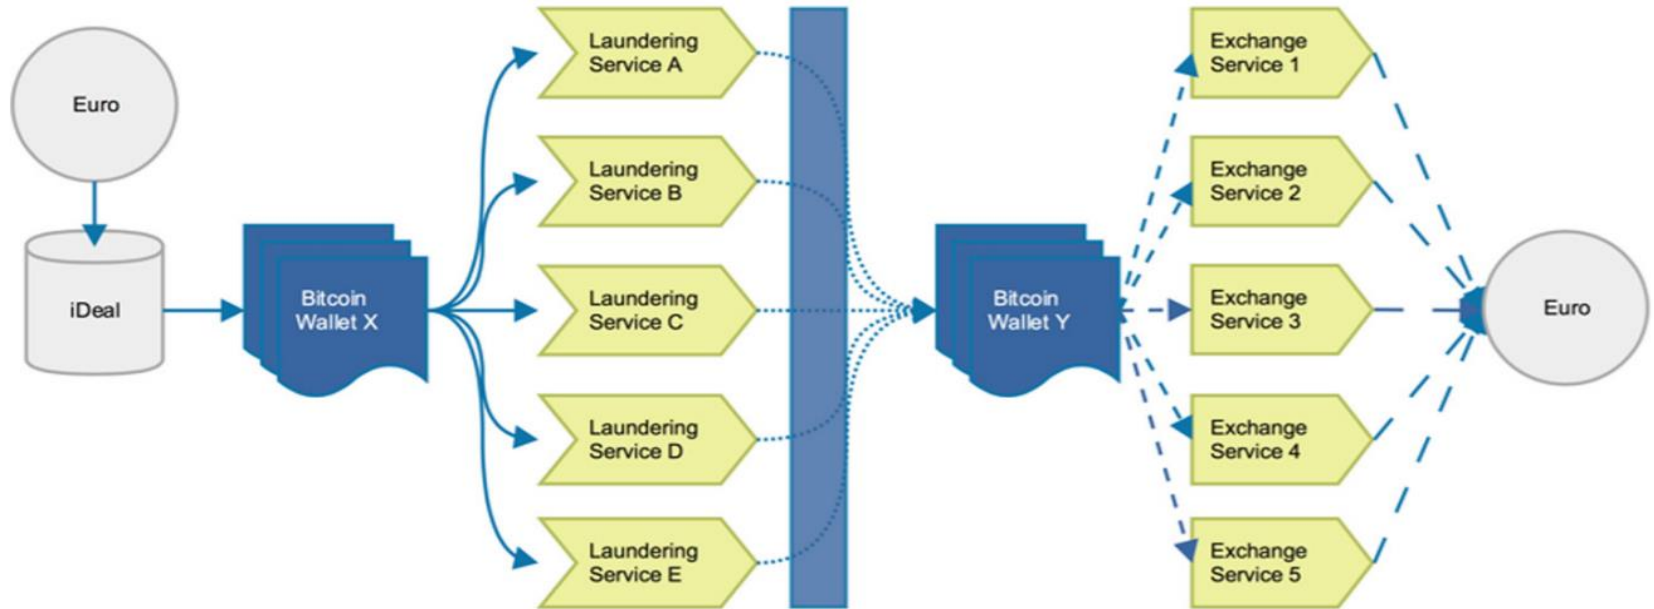 Euro
iDeal
Bitcoin
Wallet X
Laundering
Service A
Laundering
Service B
Laundering
Service C
Laundering
Service D
Laundering
Service E
Bitcoin
Wallet Y
Exchange
Service 1
Exchange
Service 2
Exchange
Service 3
Exchange
Service 4
Exchange
Service 5
Euro